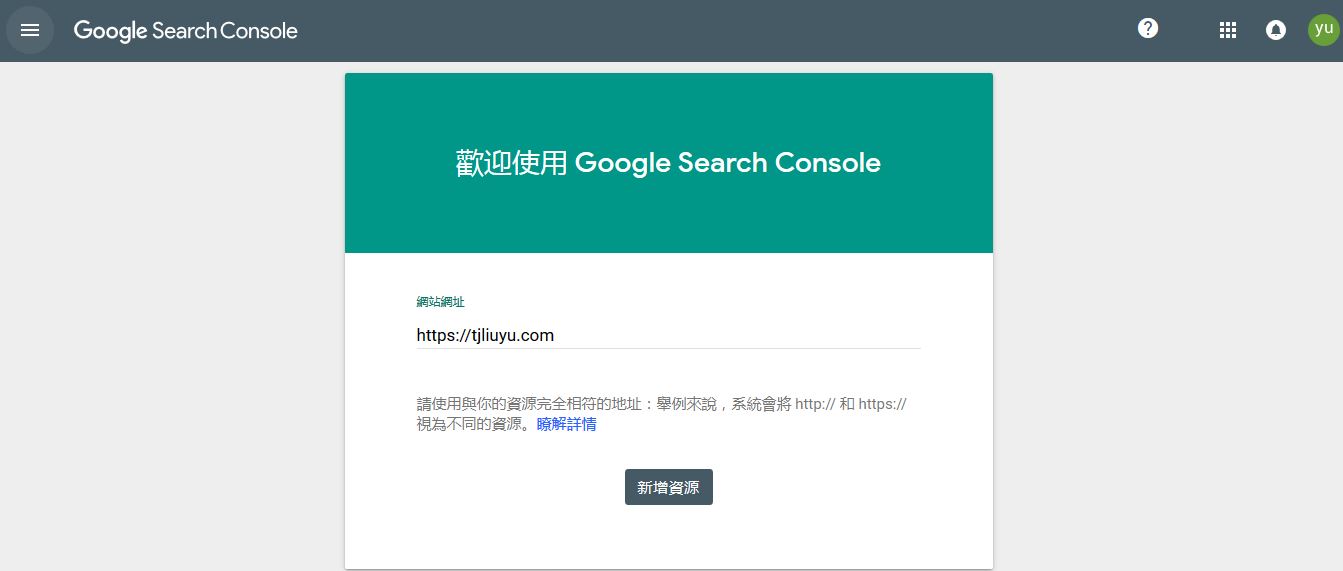 Google Search Console
yu
歡迎使用 Google Search Console
網站網址
https://tjliuyu.com
請使用與你的資源完全相符的地址：舉例來說，系統會將 http:// 和 https://
視為不同的資源。瞭解詳情
新增資源